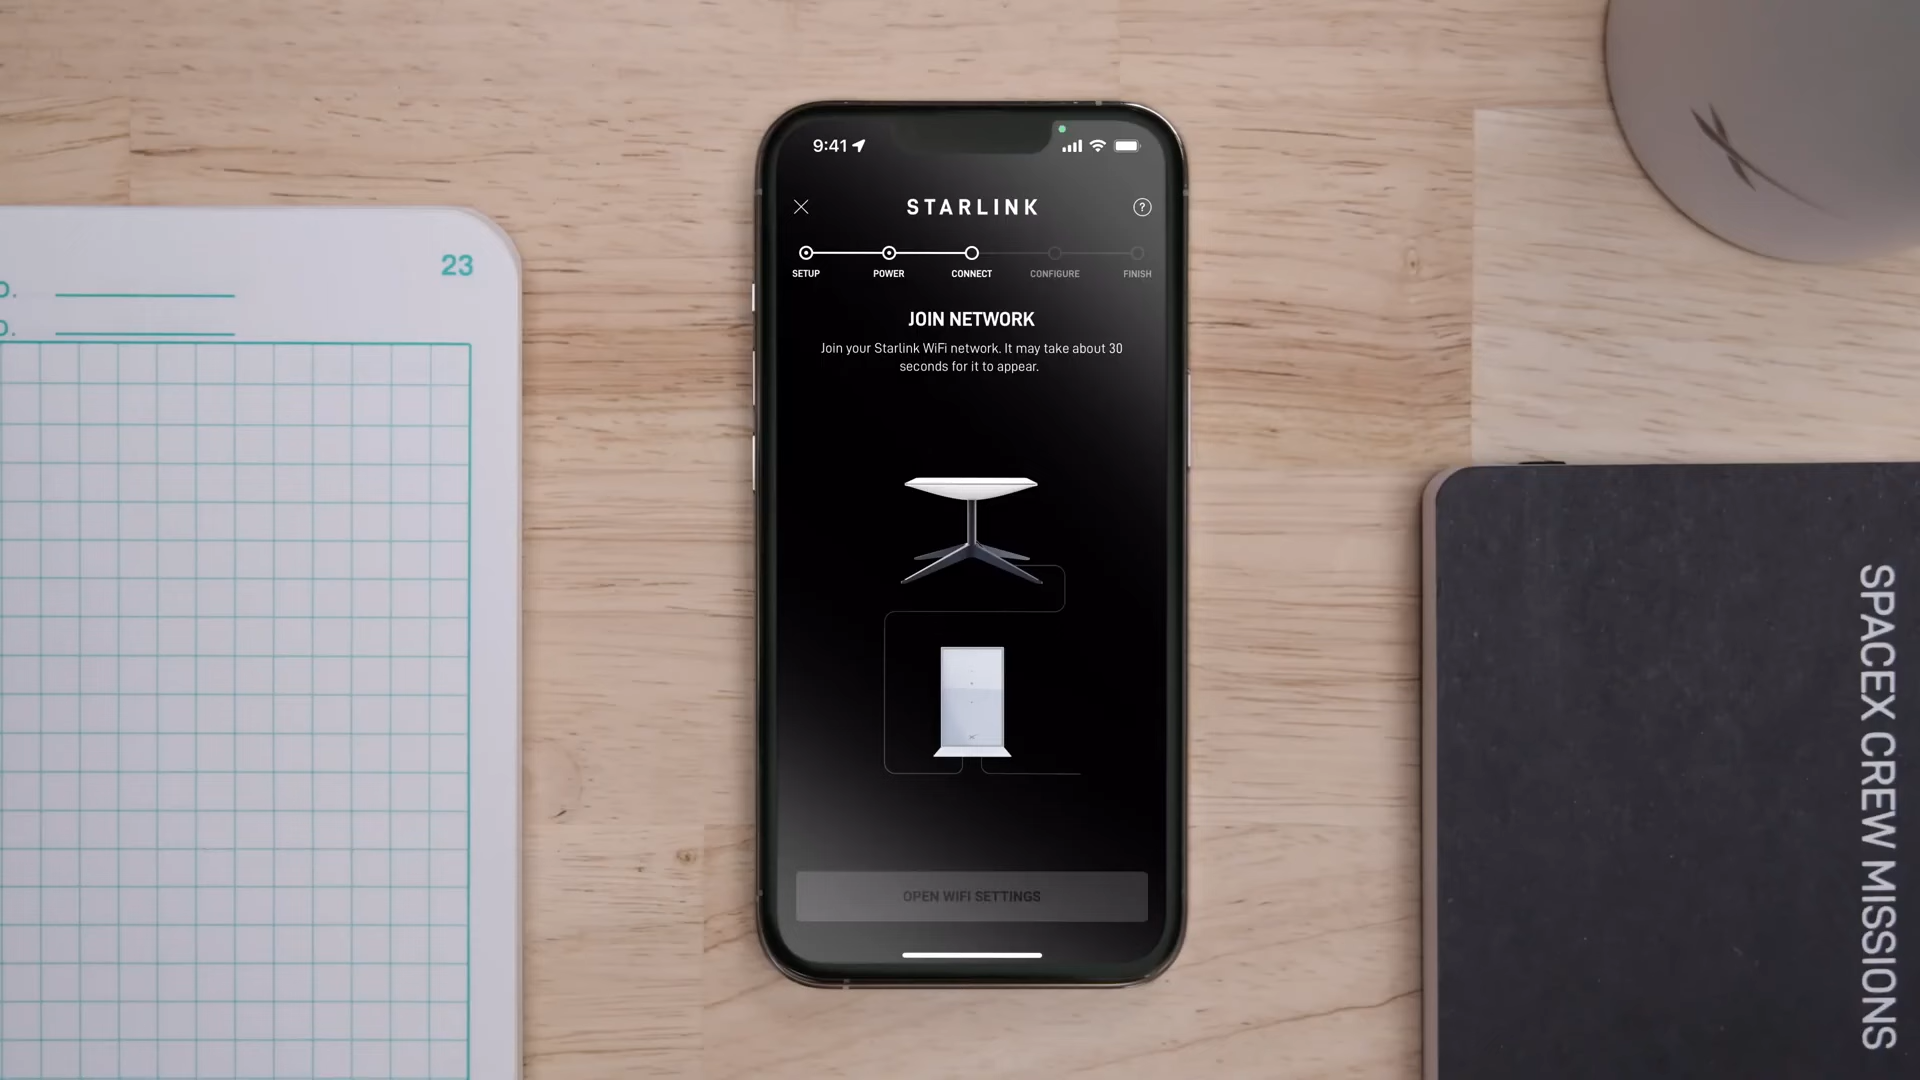 23
9:41
STARLINK
?
SETUP
POWER
CONNECT
CONFIGURE
FINISH
JOIN NETWORK
Join your Starlink WiFi network. It may take about 30
seconds for it to appear.
OPEN WIFI SETTINGS
SPACEX CREW MISSIONS